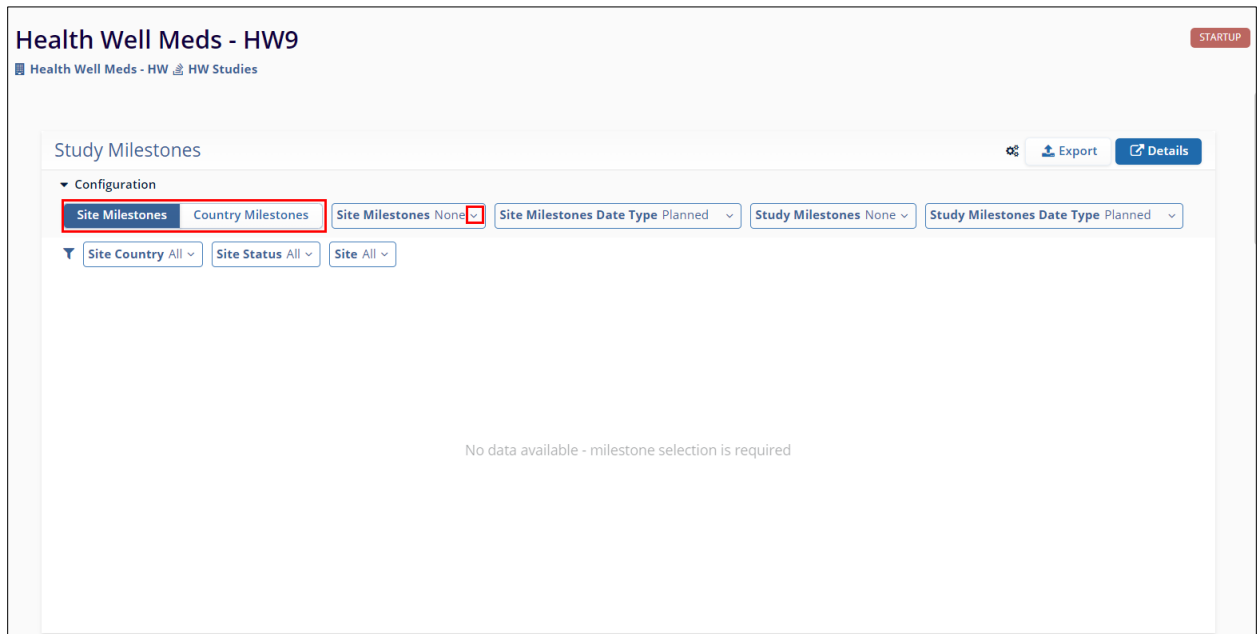 Health Well Meds - HW9
STARTUP
Health Well Meds - HW HW Studies
Study Milestones
Export Details
Configuration
Site Milestones Country Milestones Site Milestones None Site Milestones Date Type Planned Study Milestones None Study Milestones Date Type Planned
Site Country All Site Status All Site All
No data available - milestone selection is required